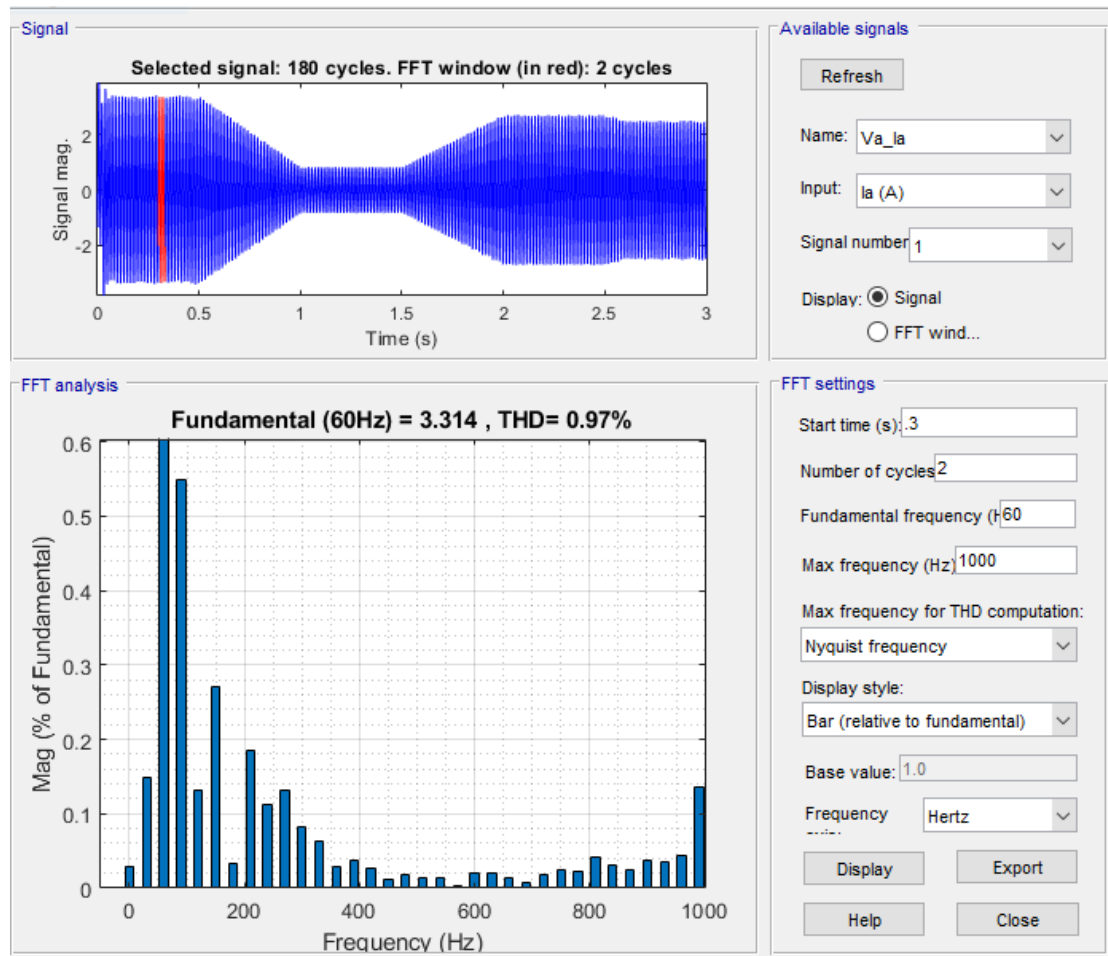 Signal
Selected signal: 180 cycles. FFT window (in red): 2 cycles
Signal mag.
2
0
-2
0
0.5
1
1.5
2
2.5
3
Time (s)
Available signals
Refresh
Name:
Va_Ia
Input:
Ia (A)
Signal number
1
Display:
Signal
FFT wind...
FFT analysis
Fundamental (60Hz) = 3.314 , THD= 0.97%
Mag (% of Fundamental)
0.6
0.5
0.4
0.3
0.2
0.1
0
0
200
400
600
800
1000
Frequency (Hz)
FFT settings
Start time (s):
.3
Number of cycles
2
Fundamental frequency (H
60
Max frequency (Hz)
1000
Max frequency for THD computation:
Nyquist frequency
Display style:
Bar (relative to fundamental)
Base value:
1.0
Frequency
Hertz
Display
Export
Help
Close